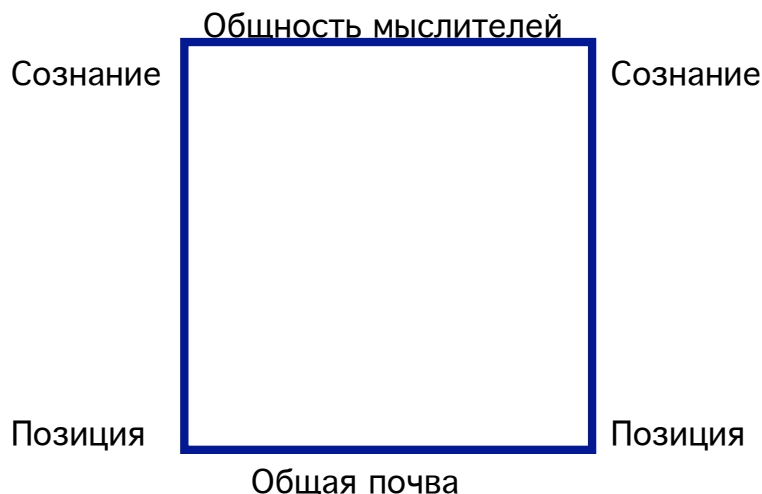 Общность мыслителей
Сознание Сознание
Позиция Позиция
Общая почва